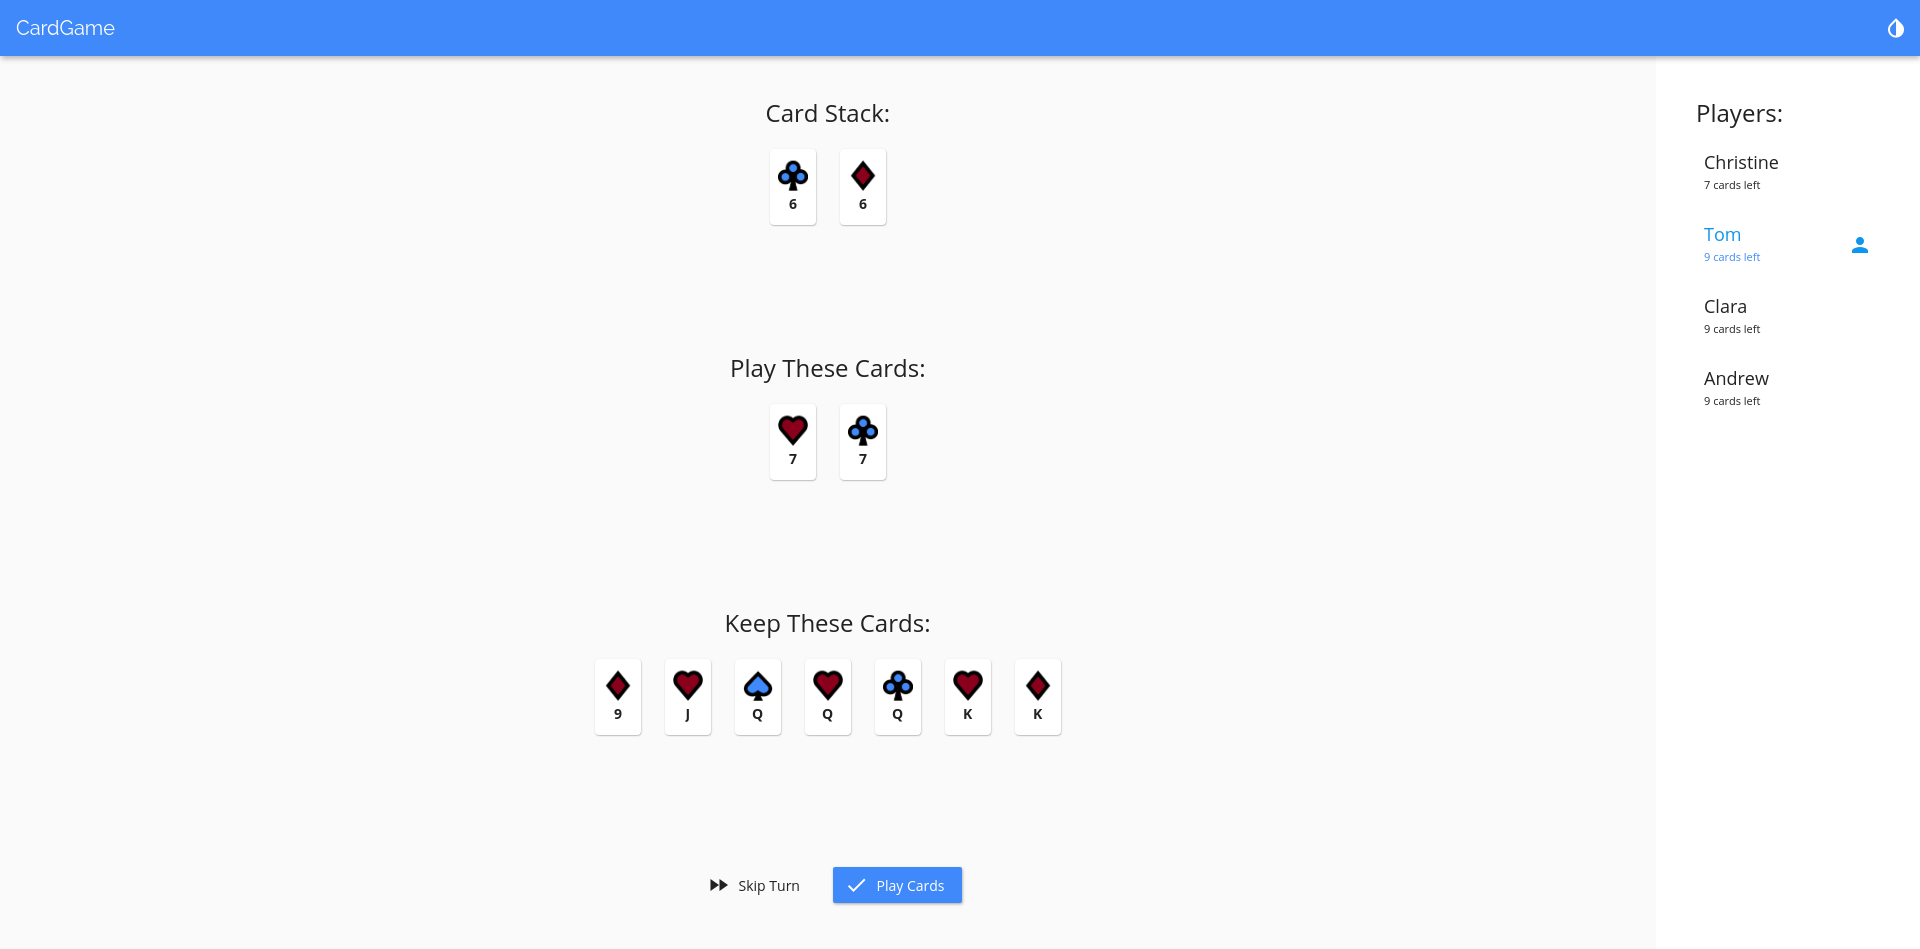 CardGame
Card Stack:
6 6
Play These Cards:
7 7
Keep These Cards:
9 J Q Q Q K K
Skip Turn Play Cards
Players:
Christine
7 cards left
Tom
9 cards left
Clara
9 cards left
Andrew
9 cards left